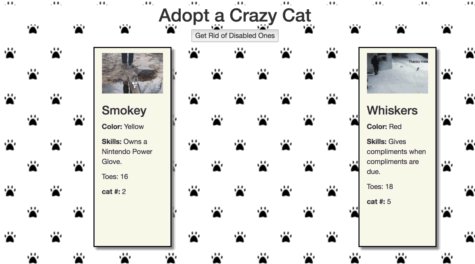 Adopt a Crazy Cat
Get Rid of Disabled Ones
Smokey
Color: Yellow
Skills: Owns a
Nintendo Power
Glove.
Toes: 16
cat #: 2
Whiskers
Color: Red
Skills: Gives
compliments when
compliments are
due.
Toes: 18
cat #: 5